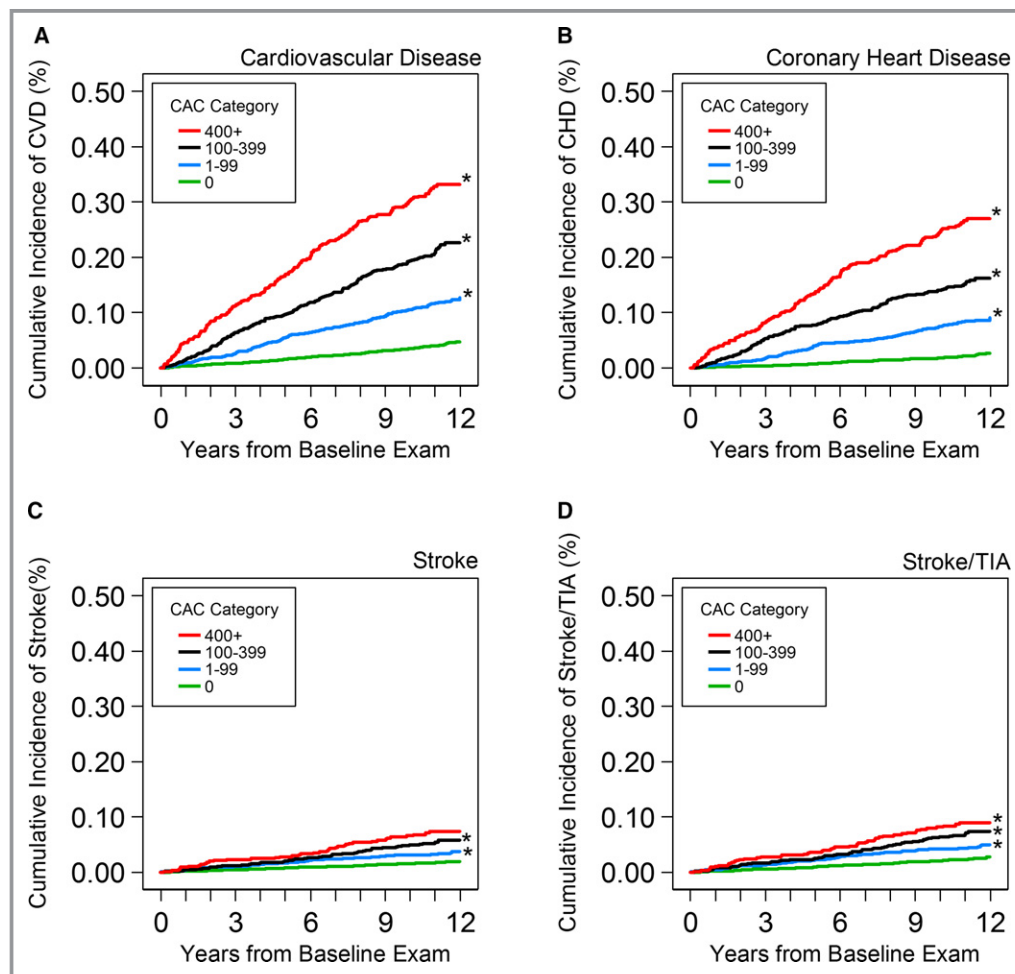 A
Cardiovascular Disease
Cumulative Incidence of CVD (%)
0.50
0.40
0.30
0.20
0.10
0.00
CAC Category
400+
100-399
1-99
0
*
*
*
0 3 6 9 12
Years from Baseline Exam
B
Coronary Heart Disease
Cumulative Incidence of CHD (%)
0.50
0.40
0.30
0.20
0.10
0.00
CAC Category
400+
100-399
1-99
0
*
*
*
0 3 6 9 12
Years from Baseline Exam
C
Stroke
Cumulative Incidence of Stroke(%)
0.50
0.40
0.30
0.20
0.10
0.00
CAC Category
400+
100-399
1-99
0
*
*
0 3 6 9 12
Years from Baseline Exam
D
Stroke/TIA
Cumulative Incidence of Stroke/TIA (%)
0.50
0.40
0.30
0.20
0.10
0.00
CAC Category
400+
100-399
1-99
0
*
*
*
0 3 6 9 12
Years from Baseline Exam